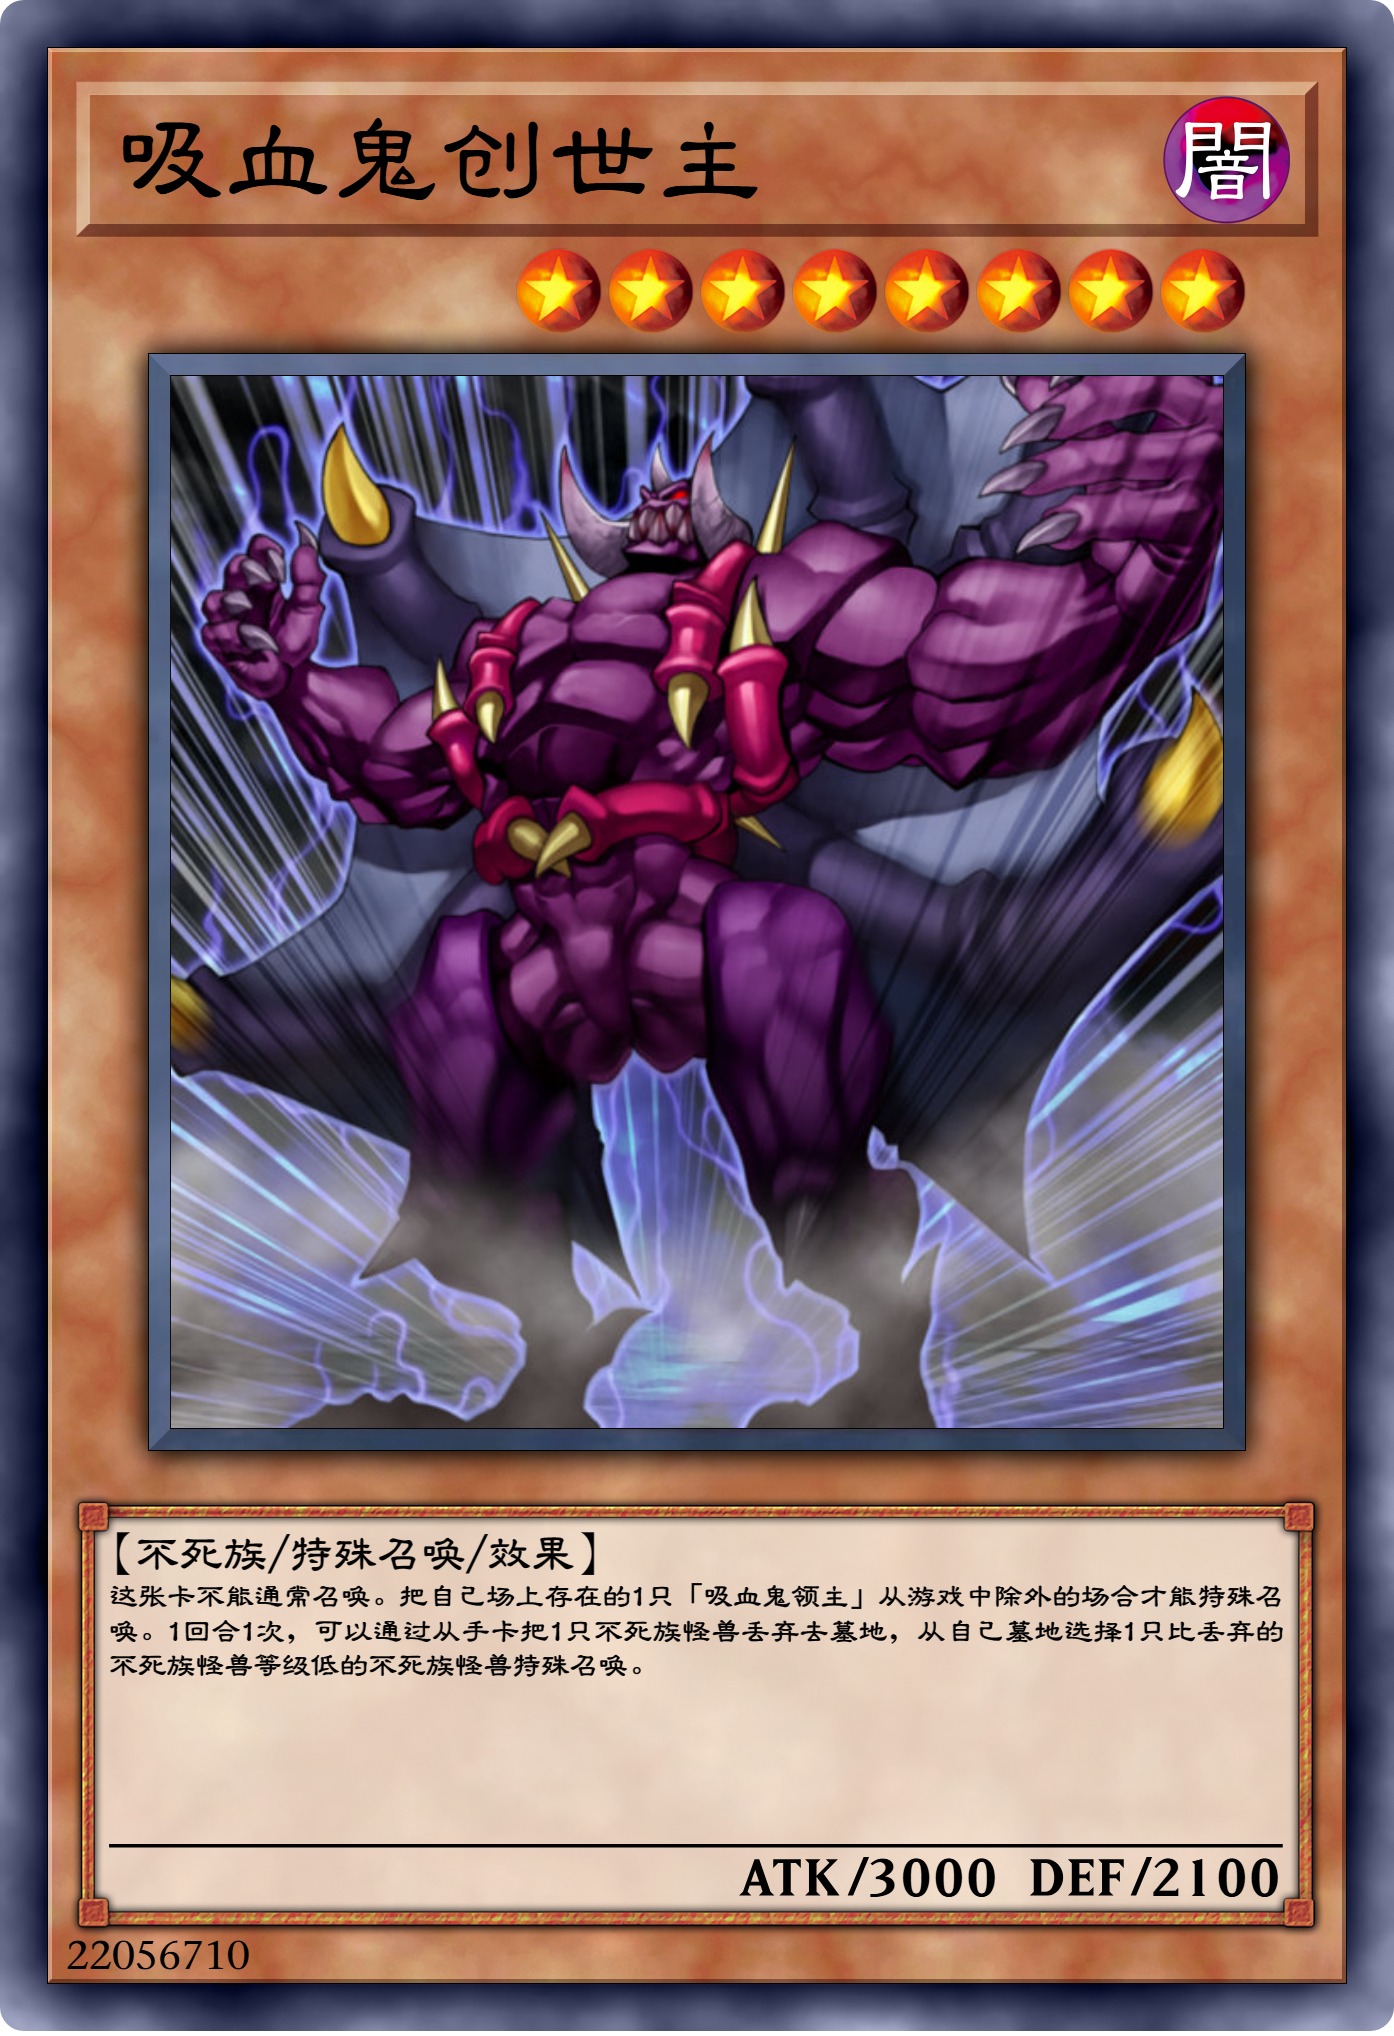 吸血鬼创世主
闇
【不死族/特殊召唤/效果】
这张卡不能通常召唤。把自己场上存在的1只「吸血鬼领主」从游戏中除外的场合才能特殊召
唤。1回合1次，可以通过从手卡把1只不死族怪兽丢弃去墓地，从自己墓地选择1只比丢弃的
不死族怪兽等级低的不死族怪兽特殊召唤。
ATK/3000 DEF/2100
22056710